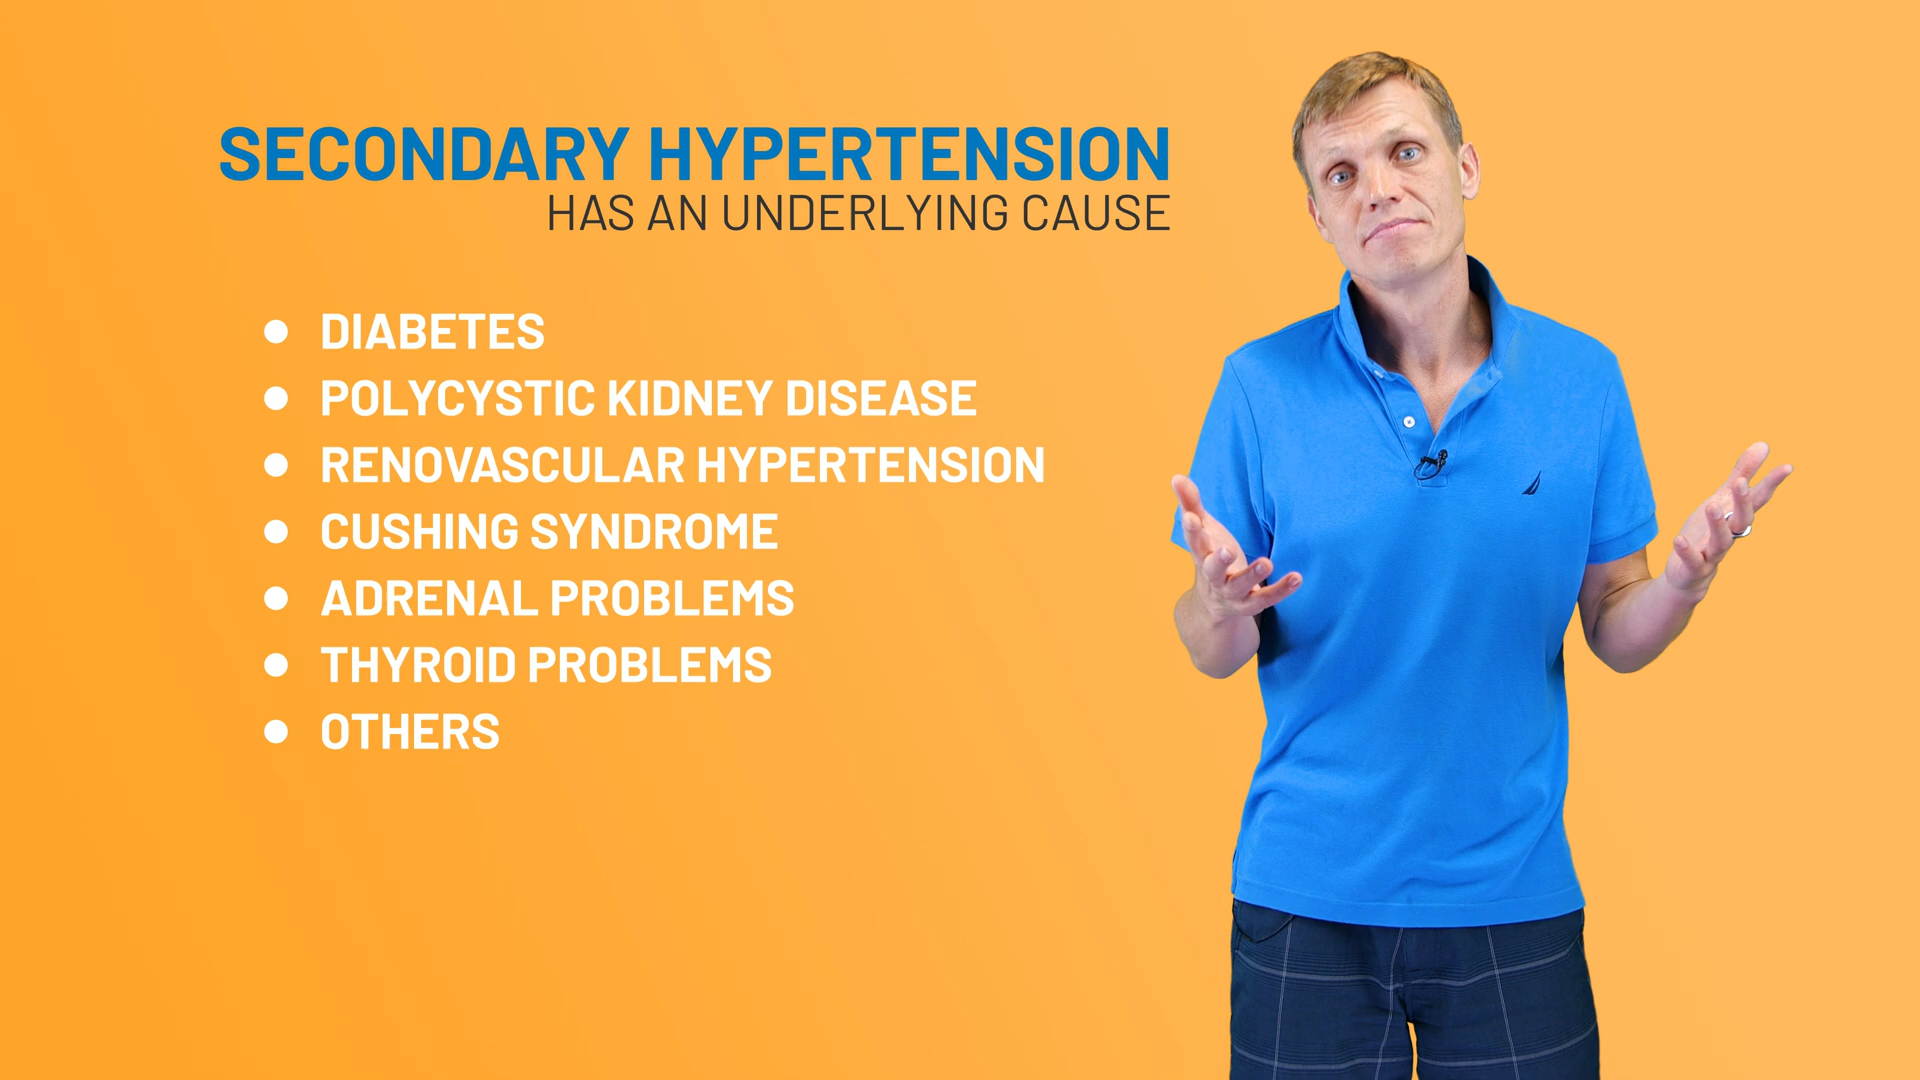 SECONDARY HYPERTENSION
HAS AN UNDERLYING CAUSE
● DIABETES
● POLYCYSTIC KIDNEY DISEASE
● RENOVASCULAR HYPERTENSION
● CUSHING SYNDROME
● ADRENAL PROBLEMS
● THYROID PROBLEMS
● OTHERS